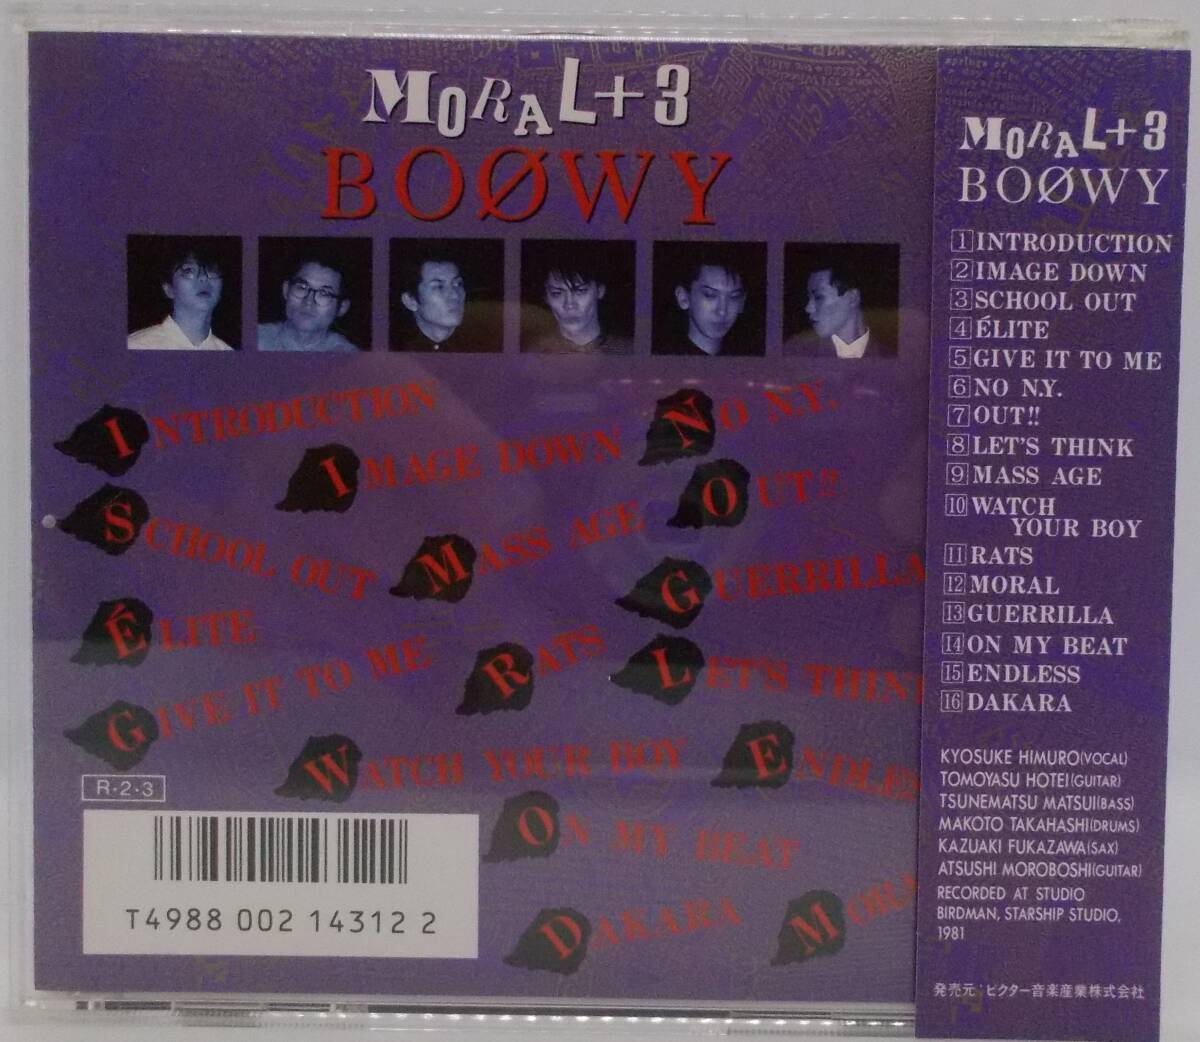 MORAL+3
BOØWY
INTRODUCTION
IMAGE DOWN
NO N.Y.
SCHOOL OUT
MASS AGE
OUT!!
GUERRILLA
ÉLITE
GIVE IT TO ME
RATS
LET'S THIN
WATCH YOUR BOY
ENDLES
ON MY BEAT
DAKARA
MORA
R·2·3
T4988 002 14312 2
MORAL+3
BOØWY
1 INTRODUCTION
2 IMAGE DOWN
3 SCHOOL OUT
4 ÉLITE
5 GIVE IT TO ME
6 NO N.Y.
7 OUT!!
8 LET'S THINK
9 MASS AGE
10 WATCH
YOUR BOY
11 RATS
12 MORAL
13 GUERRILLA
14 ON MY BEAT
15 ENDLESS
16 DAKARA
KYOSUKE HIMURO(VOCAL)
TOMOYASU HOTEI(GUITAR)
TSUNEMATSU MATSUI(BASS)
MAKOTO TAKAHASHI(DRUMS)
KAZUAKI FUKAZAWA(SAX)
ATSUSHI MOROBOSHI(GUITAR)
RECORDED AT STUDIO
BIRDMAN, STARSHIP STUDIO,
1981
発売元:ビクター音楽産業株式会社